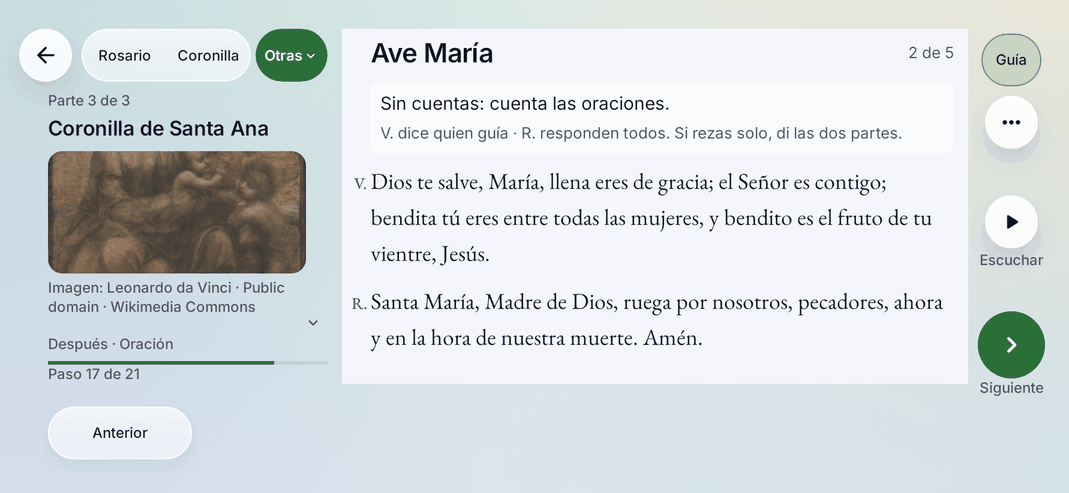 Rosario
Coronilla
Otras
Parte 3 de 3
Coronilla de Santa Ana
Imagen: Leonardo da Vinci · Public
domain · Wikimedia Commons
Después · Oración
Paso 17 de 21
Anterior
Ave María
2 de 5
Sin cuentas: cuenta las oraciones.
V. dice quien guía · R. responden todos. Si rezas solo, di las dos partes.
V. Dios te salve, María, llena eres de gracia; el Señor es contigo;
bendita tú eres entre todas las mujeres, y bendito es el fruto de tu
vientre, Jesús.
R. Santa María, Madre de Dios, ruega por nosotros, pecadores, ahora
y en la hora de nuestra muerte. Amén.
Guía
Escuchar
Siguiente